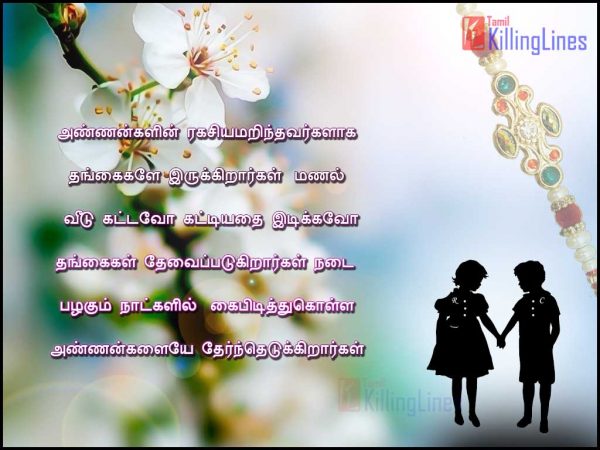 Tamil
KillingLines
அண்ணன்களின் ரகசியமறிந்தவர்களாக
தங்கைகளே இருக்கிறார்கள் மணல்
வீடு கட்டவோ கட்டியதை இடிக்கவோ
தங்கைகள் தேவைப்படுகிறார்கள் நடை
பழகும் நாட்களில் கைபிடித்துகொள்ள
அண்ணன்களையே தேர்ந்தெடுக்கிறார்கள்
Tamil
KillingLines